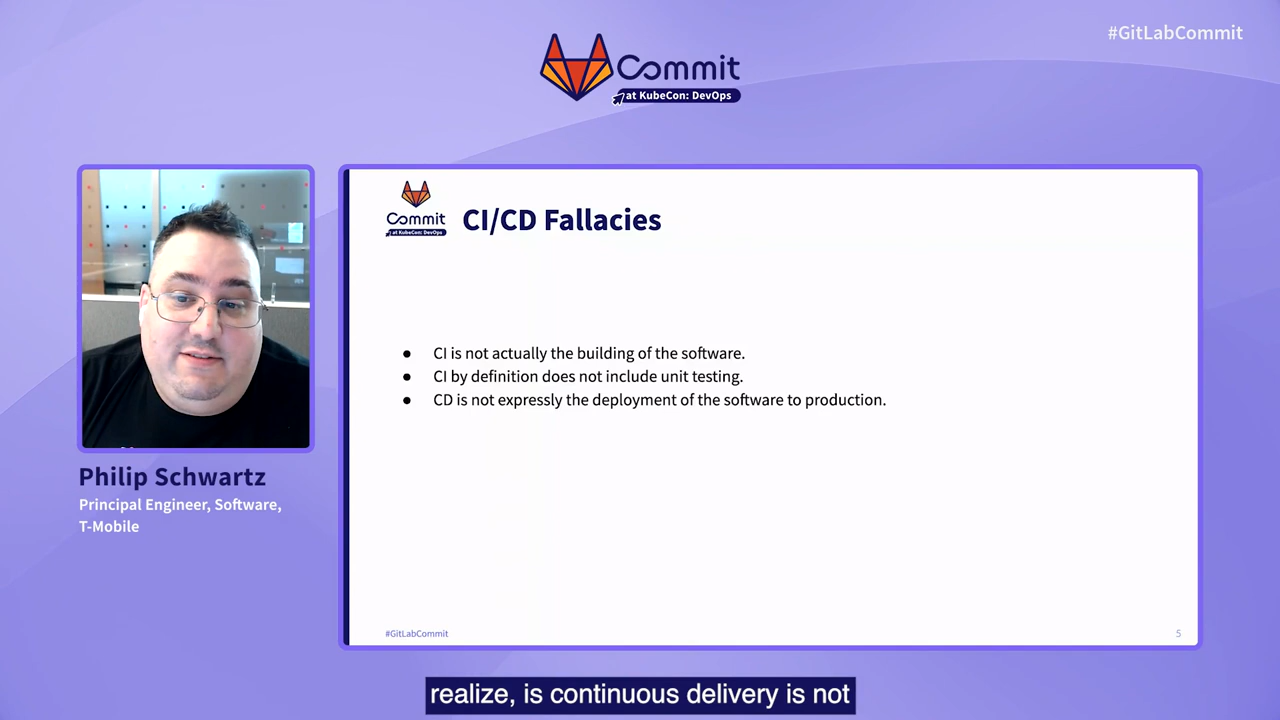 #GitLabCommit
Commit
at KubeCon: DevOps
Commit
at KubeCon: DevOps
CI/CD Fallacies
● CI is not actually the building of the software.
● CI by definition does not include unit testing.
● CD is not expressly the deployment of the software to production.
Philip Schwartz
Principal Engineer, Software,
T-Mobile
#GitLabCommit
5
realize, is continuous delivery is not